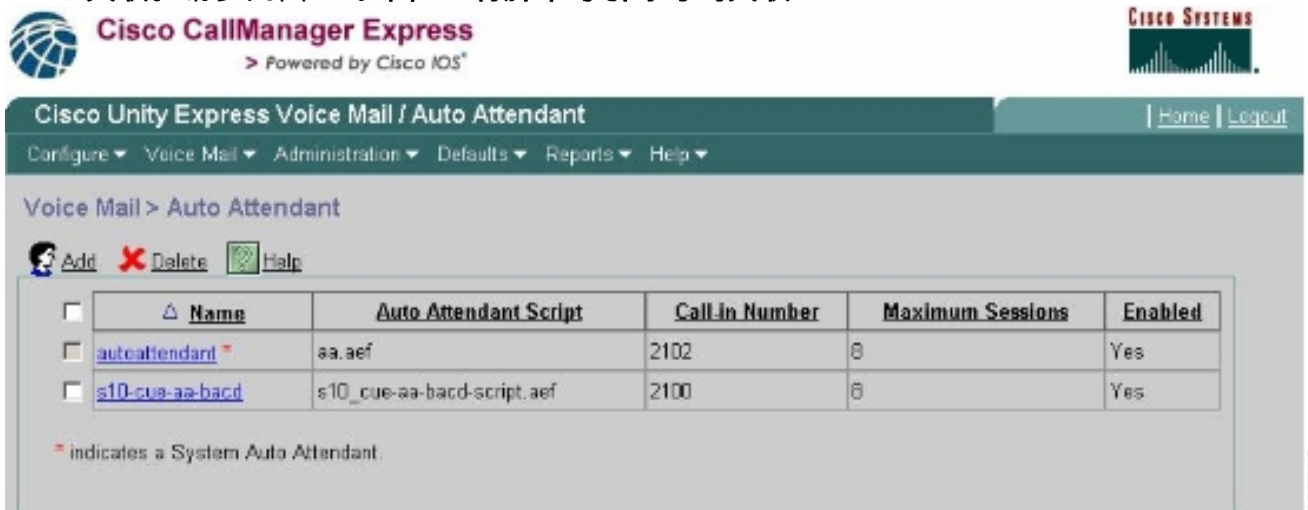 Cisco CallManager Express
> Powered by Cisco IOS®
CISCO SYSTEMS
Cisco Unity Express Voice Mail / Auto Attendant
| Home | Logout
Configure Voice Mail Administration Defaults Reports Help
Voice Mail > Auto Attendant
Add Delete Help
Name Auto Attendant Script Call-in Number Maximum Sessions Enabled
autoattendant * aa.aef 2102 8 Yes
s10-cue-aa-bacd s10_cue-aa-bacd-script.aef 2100 8 Yes
* indicates a System Auto Attendant.